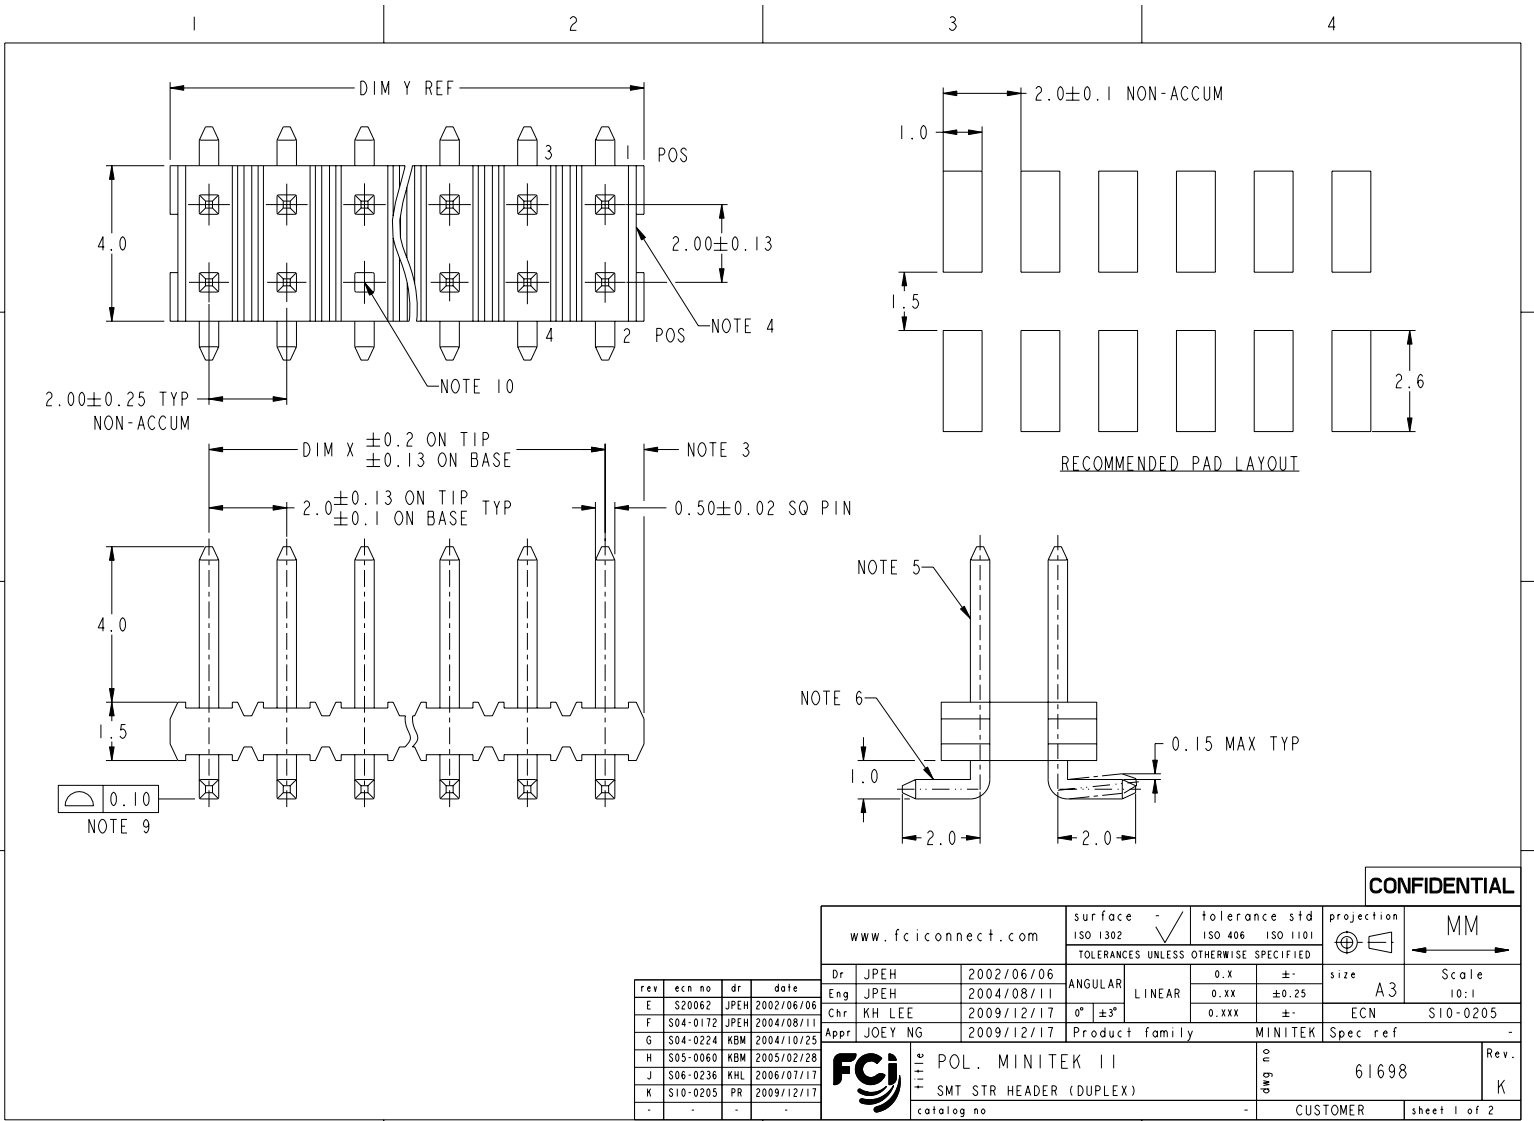 1 2 3 4
DIM Y REF
3 1 POS
4.0
2.00±0.13
NOTE 4
4 2 POS
NOTE 10
2.00±0.25 TYP
NON-ACCUM
2.0±0.1 NON-ACCUM
1.0
1.5
2.6
RECOMMENDED PAD LAYOUT
DIM X ±0.2 ON TIP
±0.13 ON BASE
NOTE 3
2.0 ±0.13 ON TIP TYP
±0.1 ON BASE
0.50±0.02 SQ PIN
4.0
1.5
0.10
NOTE 9
NOTE 5
NOTE 6
1.0
0.15 MAX TYP
2.0 2.0
CONFIDENTIAL
www.fciconnect.com
surface -
ISO 1302
tolerance std
ISO 406 ISO 1101
projection
MM
TOLERANCES UNLESS OTHERWISE SPECIFIED
Dr JPEH 2002/06/06
Eng JPEH 2004/08/11
Chr KH LEE 2009/12/17
Appr JOEY NG 2009/12/17
ANGULAR
0° ±3°
LINEAR
0.X ±-
0.XX ±0.25
0.XXX ±-
size A3
Scale
10:1
ECN S10-0205
Product family MINITEK
Spec ref -
rev ecn no dr date
E S20062 JPEH 2002/06/06
F S04-0172 JPEH 2004/08/11
G S04-0224 KBM 2004/10/25
H S05-0060 KBM 2005/02/28
J S06-0236 KHL 2006/07/17
K S10-0205 PR 2009/12/17
- - - -
FCi
title
POL. MINITEK II
SMT STR HEADER (DUPLEX)
dwg no
61698
Rev.
K
catalog no -
CUSTOMER
sheet 1 of 2